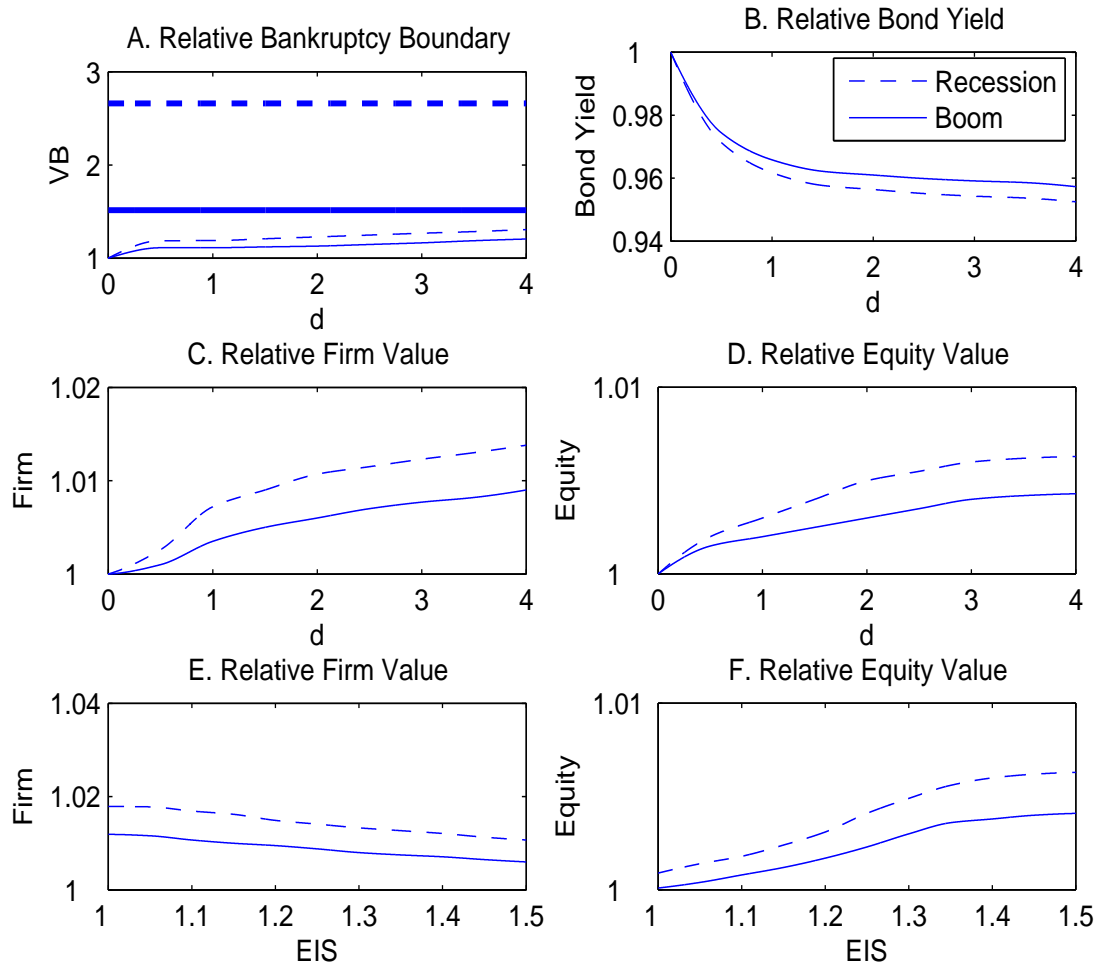 A. Relative Bankruptcy Boundary
3
2
1
VB
0 1 2 3 4
d
B. Relative Bond Yield
1
0.98
0.96
0.94
Bond Yield
Recession
Boom
0 1 2 3 4
C. Relative Firm Value
1.02
1.01
1
Firm
0 1 2 3 4
d
D. Relative Equity Value
1.01
1
Equity
0 1 2 3 4
d
E. Relative Firm Value
1.04
1.02
1
Firm
1 1.1 1.2 1.3 1.4 1.5
EIS
F. Relative Equity Value
1.01
1
Equity
1 1.1 1.2 1.3 1.4 1.5
EIS